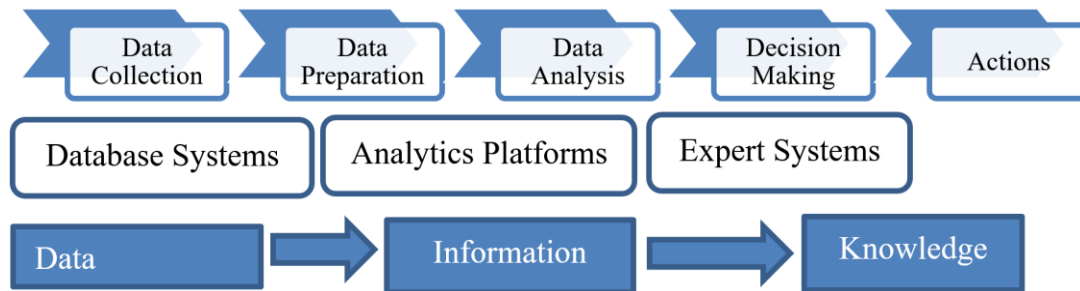 Data
Collection
Data
Preparation
Data
Analysis
Decision
Making
Actions
Database Systems
Analytics Platforms
Expert Systems
Data
Information
Knowledge